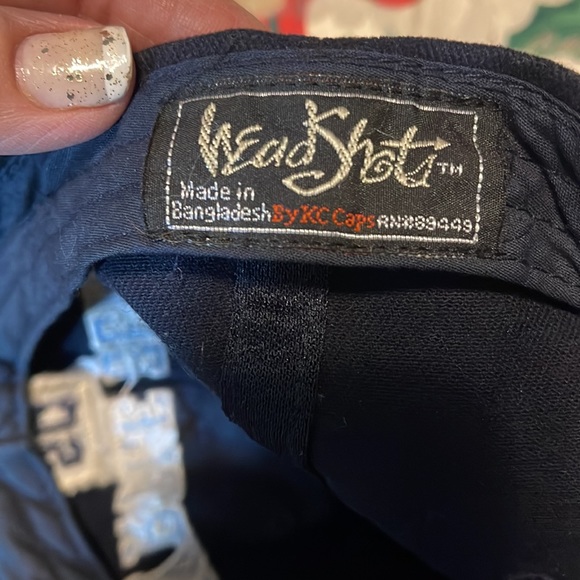 HeadShots™
Made in
Bangladesh By KC Caps RN#89449